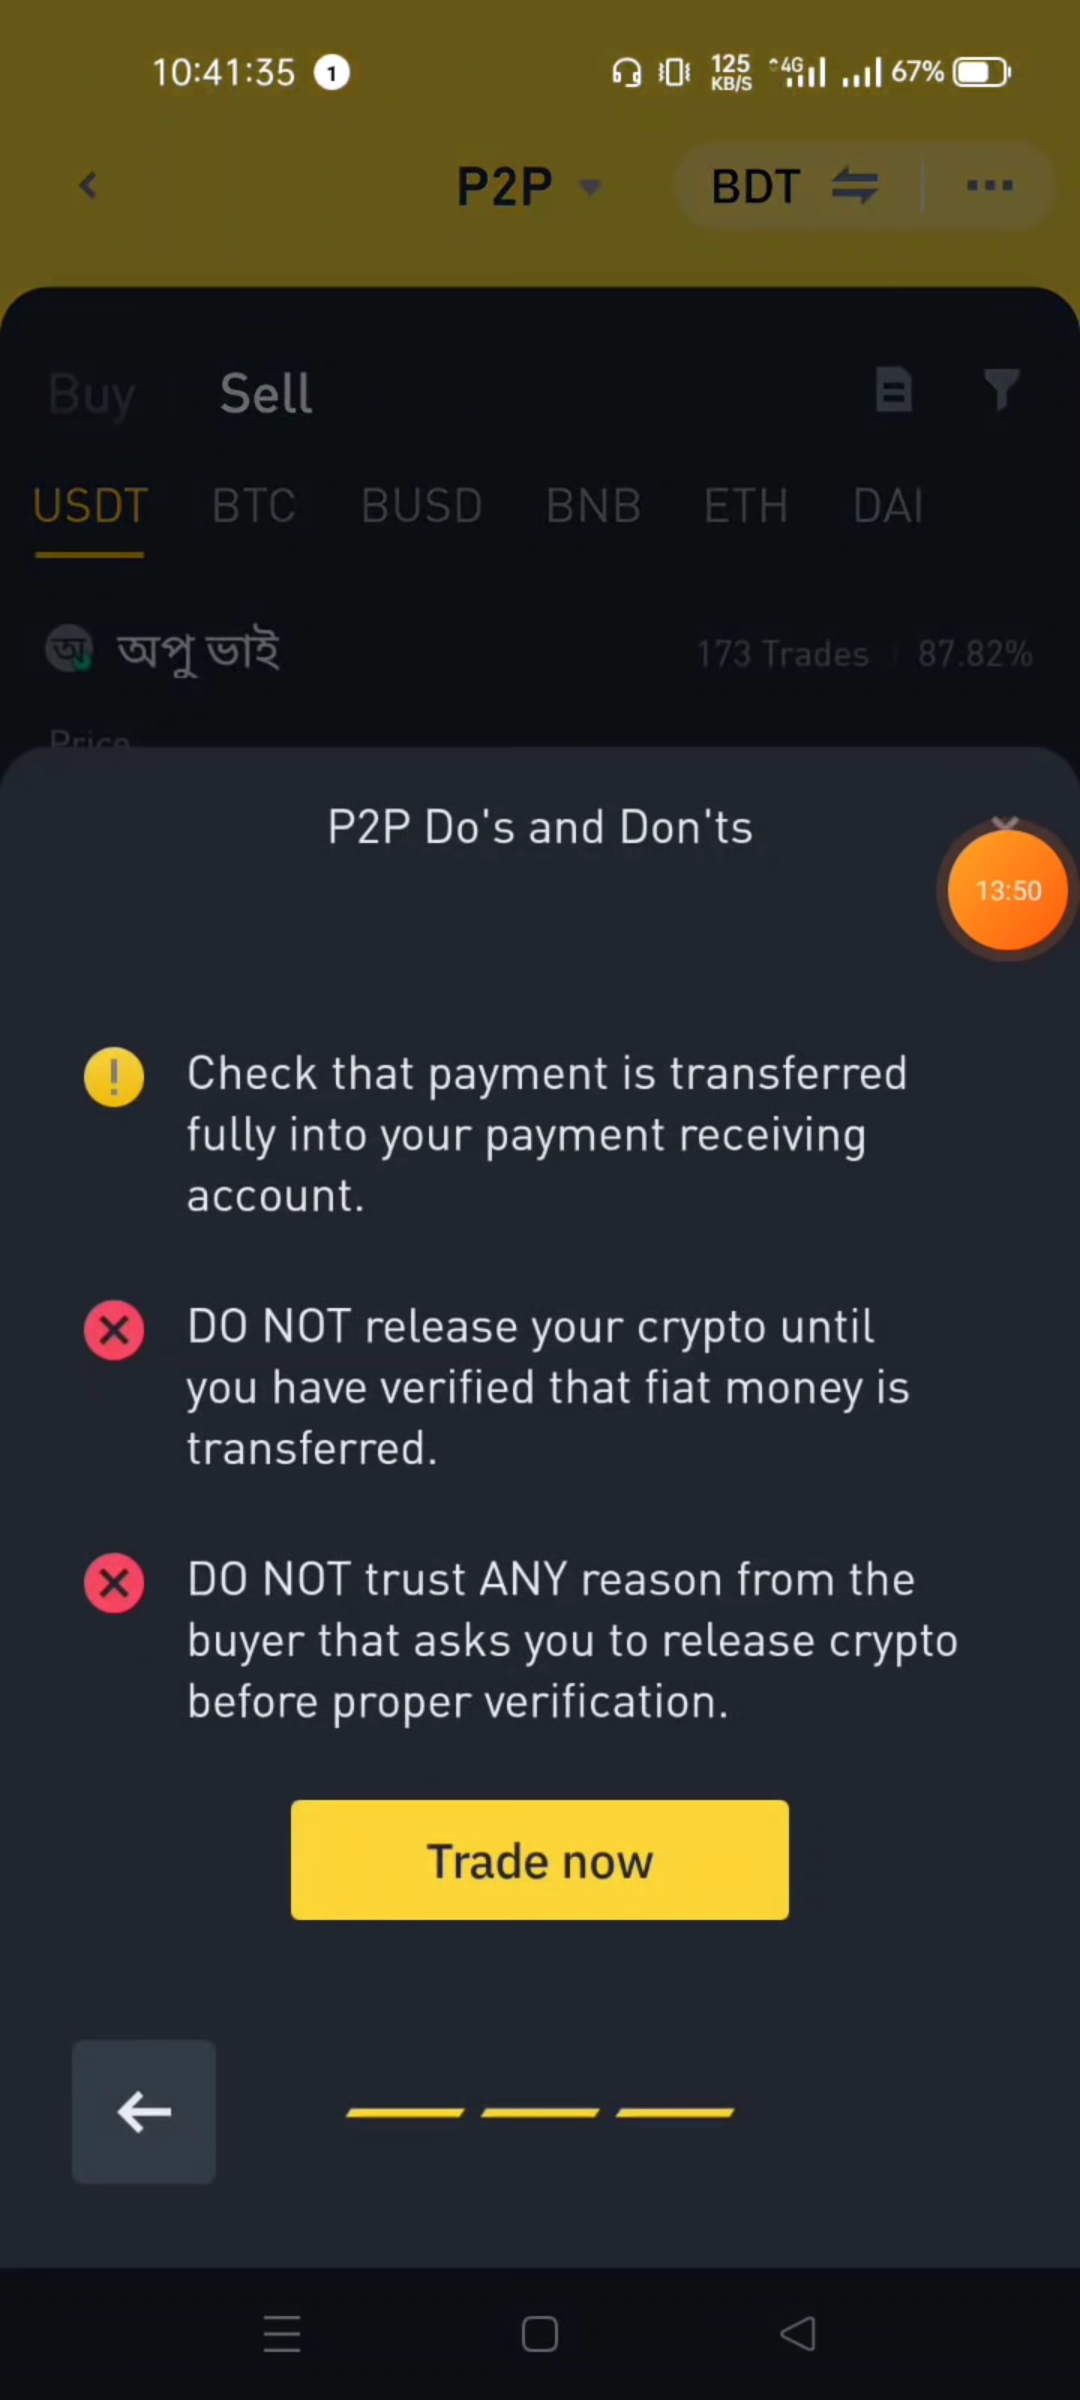 10:41:35 1 125 KB/S 4G 67%
P2P BDT
Buy Sell
USDT BTC BUSD BNB ETH DAI
অ অপু ভাই 173 Trades 87.82%
Price
P2P Do's and Don'ts
13:50
Check that payment is transferred
fully into your payment receiving
account.
DO NOT release your crypto until
you have verified that fiat money is
transferred.
DO NOT trust ANY reason from the
buyer that asks you to release crypto
before proper verification.
Trade now